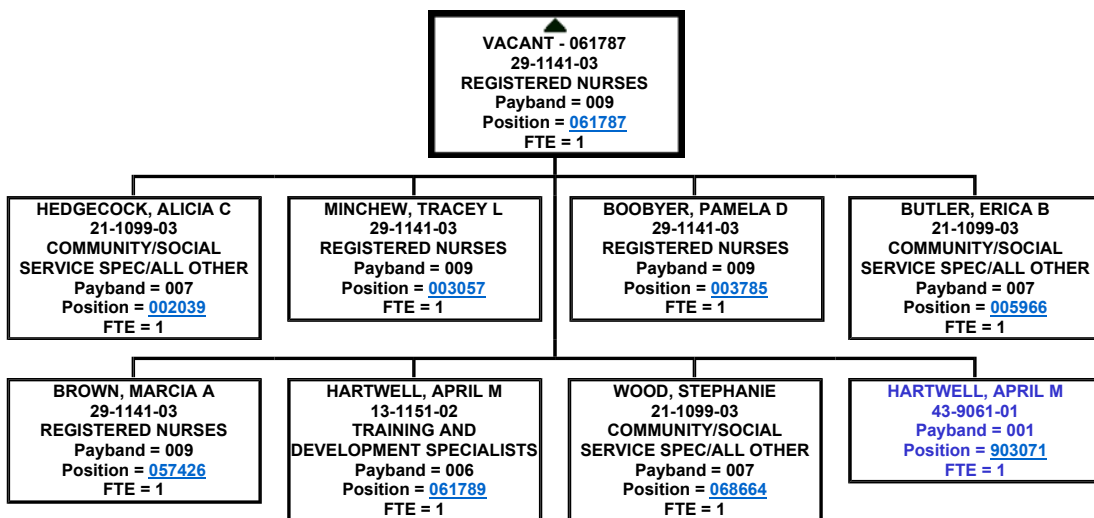 VACANT - 061787
29-1141-03
REGISTERED NURSES
Payband = 009
Position = 061787
FTE = 1
HEDGECOCK, ALICIA C
21-1099-03
COMMUNITY/SOCIAL
SERVICE SPEC/ALL OTHER
Payband = 007
Position = 002039
FTE = 1
MINCHEW, TRACEY L
29-1141-03
REGISTERED NURSES
Payband = 009
Position = 003057
FTE = 1
BOOBYER, PAMELA D
29-1141-03
REGISTERED NURSES
Payband = 009
Position = 003785
FTE = 1
BUTLER, ERICA B
21-1099-03
COMMUNITY/SOCIAL
SERVICE SPEC/ALL OTHER
Payband = 007
Position = 005966
FTE = 1
BROWN, MARCIA A
29-1141-03
REGISTERED NURSES
Payband = 009
Position = 057426
FTE = 1
HARTWELL, APRIL M
13-1151-02
TRAINING AND
DEVELOPMENT SPECIALISTS
Payband = 006
Position = 061789
FTE = 1
WOOD, STEPHANIE
21-1099-03
COMMUNITY/SOCIAL
SERVICE SPEC/ALL OTHER
Payband = 007
Position = 068664
FTE = 1
HARTWELL, APRIL M
43-9061-01
Payband = 001
Position = 903071
FTE = 1